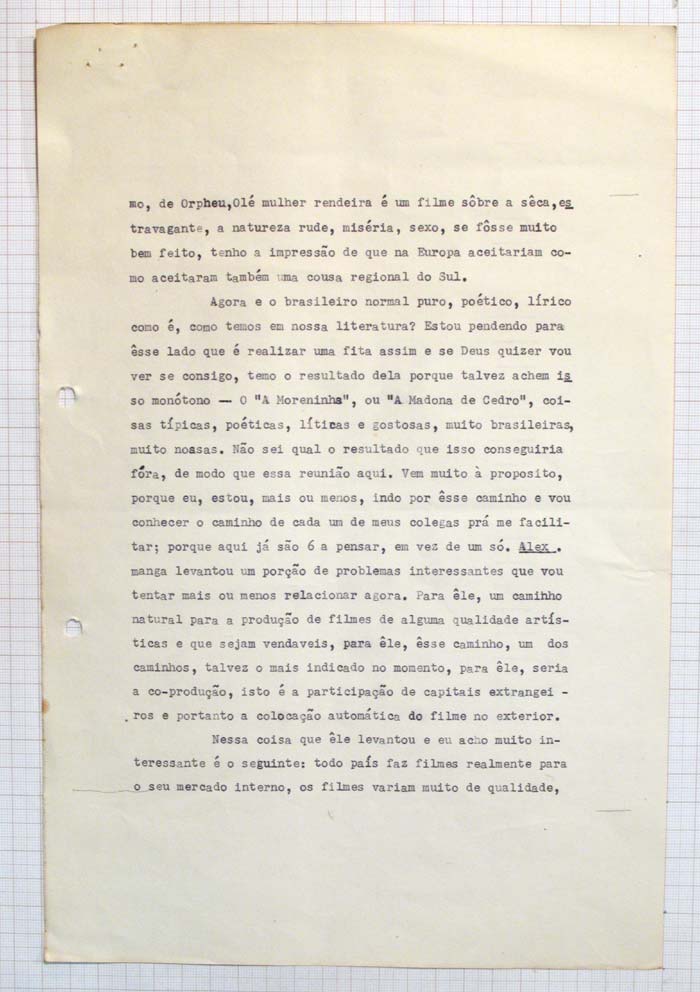 mo, de Orpheu,Olé mulher rendeira é um filme sôbre a sêca,es
travagante, a natureza rude, miséria, sexo, se fôsse muito
bem feito, tenho a impressão de que na Europa aceitariam co-
mo aceitaram também uma cousa regional do Sul.
Agora e o brasileiro normal puro, poético, lírico
como é, como temos em nossa literatura? Estou pendendo para
êsse lado que é realizar uma fita assim e se Deus quizer vou
ver se consigo, temo o resultado dela porque talvez achem is
so monótono — O "A Moreninha", ou "A Madona de Cedro", coi-
sas típicas, poéticas, líticas e gostosas, muito brasileiras,
muito noasas. Não sei qual o resultado que isso conseguiria
fóra, de modo que essa reunião aqui. Vem muito à proposito,
porque eu, estou, mais ou menos, indo por êsse caminho e vou
conhecer o caminho de cada um de meus colegas prá me facili-
tar; porque aqui já são 6 a pensar, em vez de um só. Alex .
manga levantou um porção de problemas interessantes que vou
tentar mais ou menos relacionar agora. Para êle, um caminho
natural para a produção de filmes de alguma qualidade artís-
ticas e que sejam vendaveis, para êle, êsse caminho, um dos
caminhos, talvez o mais indicado no momento, para êle, seria
a co-produção, isto é a participação de capitais extrangei -
ros e portanto a colocação automática do filme no exterior.
Nessa coisa que êle levantou e eu acho muito in-
teressante é o seguinte: todo país faz filmes realmente para
o seu mercado interno, os filmes variam muito de qualidade,